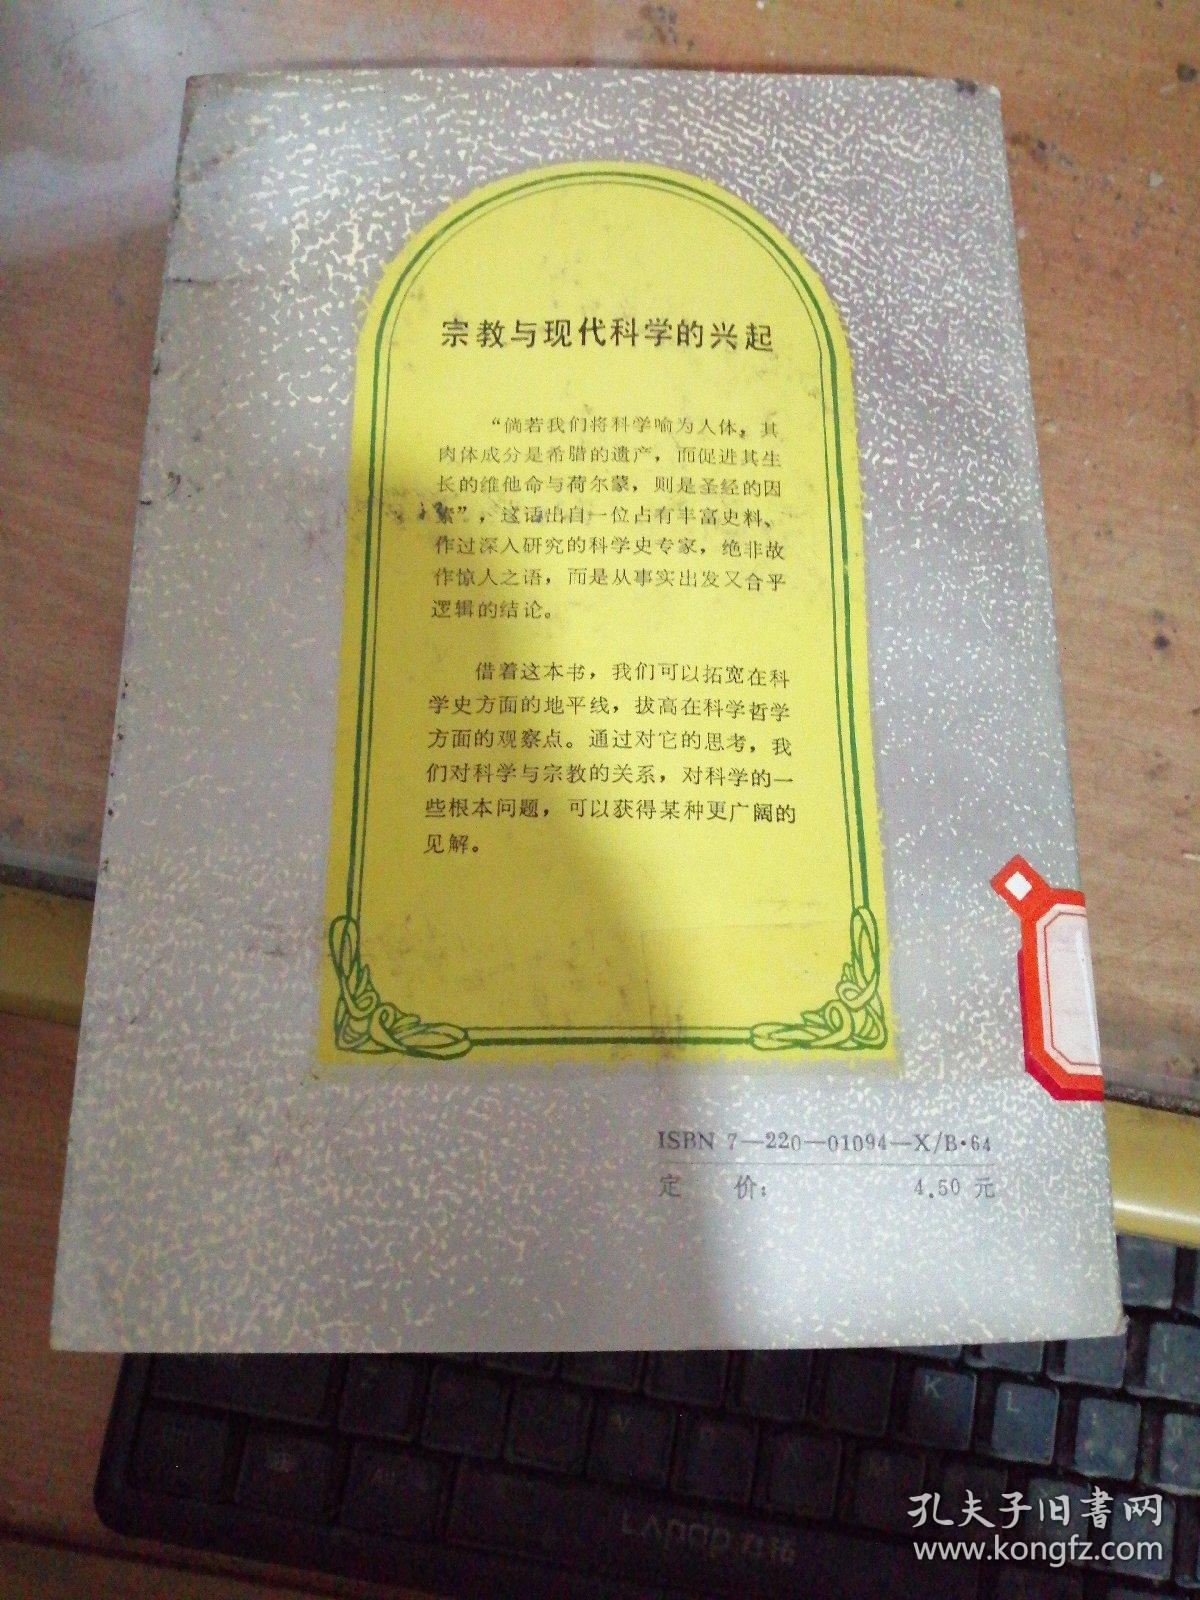 宗教与现代科学的兴起
“倘若我们将科学喻为人体，其
肉体成分是希腊的遗产，而促进其生
长的维他命与荷尔蒙，则是圣经的因
素”，这话出自一位占有丰富史料、
作过深入研究的科学史专家，绝非故
作惊人之语，而是从事实出发又合乎
逻辑的结论。
借着这本书，我们可以拓宽在科
学史方面的地平线，拔高在科学哲学
方面的观察点。通过对它的思考，我
们对科学与宗教的关系，对科学的一
些根本问题，可以获得某种更广阔的
见解。
ISBN 7—220—01094—X/B·64
定 价： 4.50 元
K
L
孔夫子旧書网
www.kongfz.com